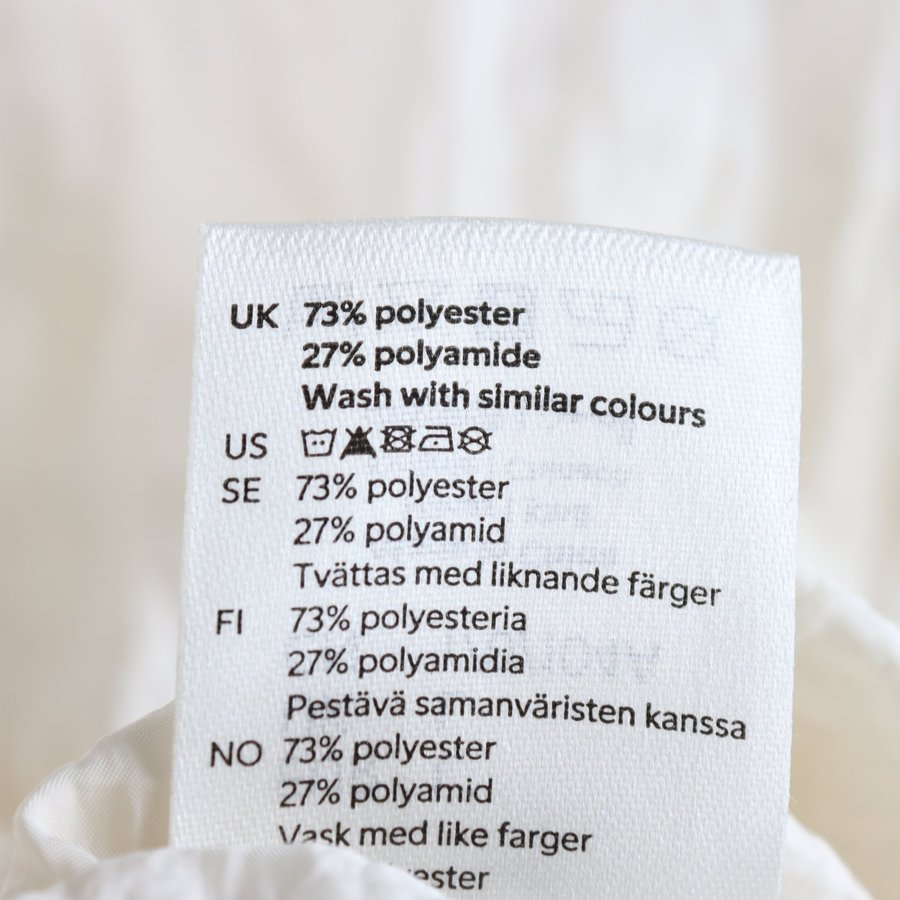 UK 73% polyester
27% polyamide
Wash with similar colours
US
SE 73% polyester
27% polyamid
Tvättas med liknande färger
FI 73% polyesteria
27% polyamidia
Pestävä samanväristen kanssa
NO 73% polyester
27% polyamid
Vask med like farger